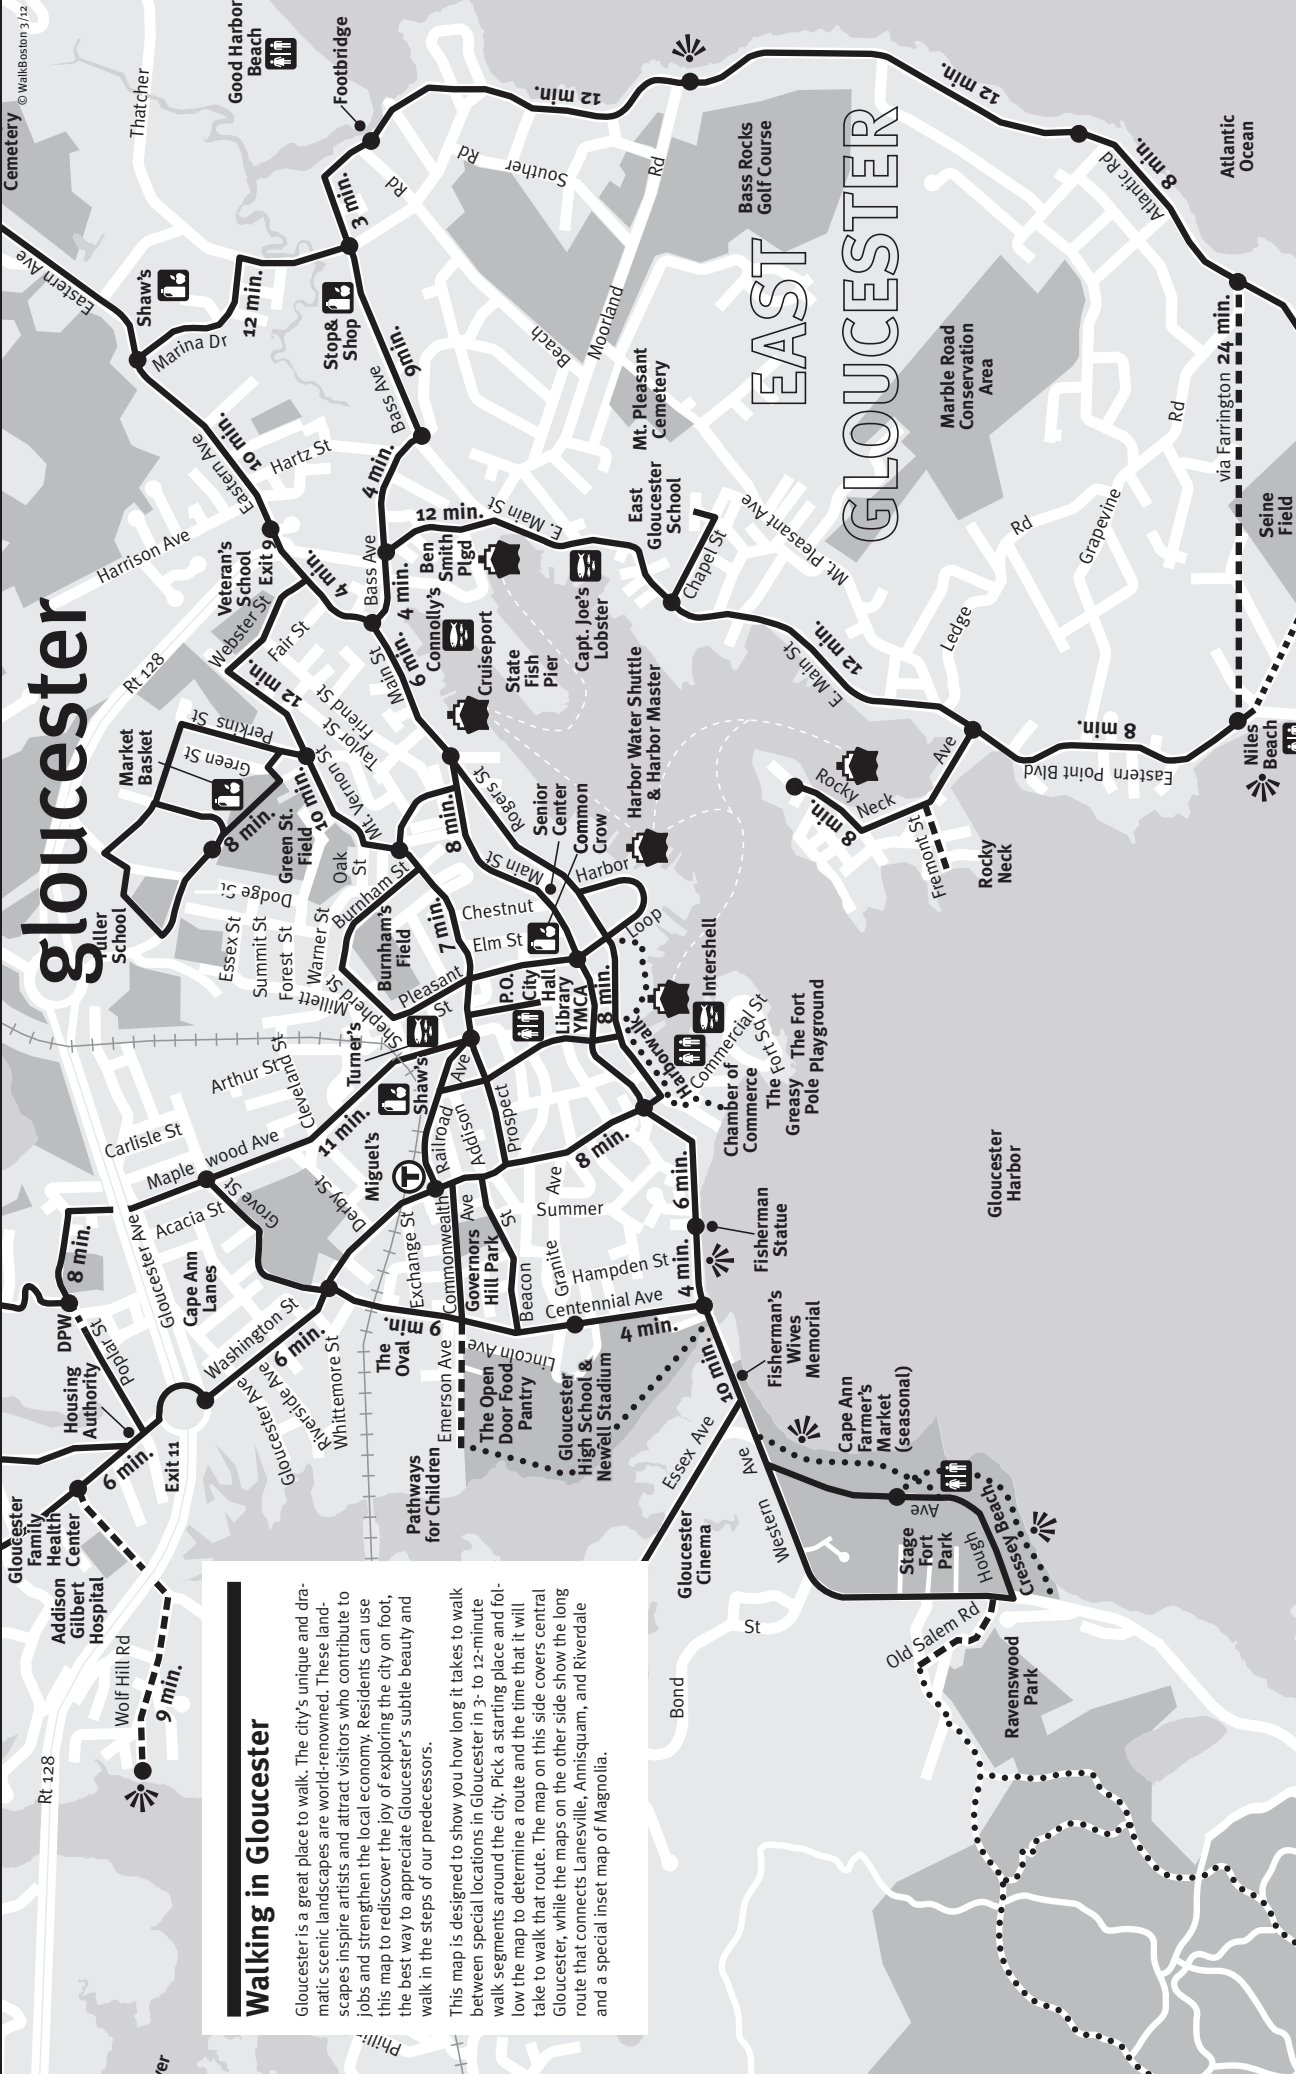 gloucester
EAST
GLOUCESTER
Walking in Gloucester
Gloucester is a great place to walk. The city's unique and dra-
matic scenic landscapes are world-renowned. These land-
scapes inspire artists and attract visitors who contribute to
jobs and strengthen the local economy. Residents can use
this map to rediscover the joy of exploring the city on foot,
the best way to appreciate Gloucester's subtle beauty and
walk in the steps of our predecessors.
This map is designed to show you how long it takes to walk
between special locations in Gloucester in 3- to 12-minute
walk segments around the city. Pick a starting place and fol-
low the map to determine a route and the time that it will
take to walk that route. The map on this side covers central
Gloucester, while the maps on the other side show the long
route that connects Lanesville, Annisquam, and Riverdale
and a special inset map of Magnolia.
Rt 128
Wolf Hill Rd
9 min.
Addison
Gilbert
Hospital
Gloucester
Family
Health
Center
6 min.
Exit 11
Housing
Authority
Poplar St
DPW
8 min.
Gloucester Ave
Cape Ann
Lanes
Acacia St
Maple
wood Ave
Carlisle St
Grove St
Washington St
6 min.
Gloucester Ave
Riverside Ave
Whittemore St
Derby St
11 min.
Arthur St
Cleveland St
Miguel's
T
Turner's
Shaw's
Fuller
School
Market
Basket
Green St
Perkins St
8 min.
Green St.
Field
10 min.
Dodge St
Essex St
Summit St
Forest St
Warner St
Millett
Shepherd St
Burnham St
Burnham's
Field
Oak
St
Mt. Vernon St
Taylor St
Friend St
12 min.
Fair St
Webster St
Rt 128
Harrison Ave
Veteran's
School
Exit 9
Eastern Ave
10 min.
Hartz St
4 min.
Eastern Ave
Cemetery
© WalkBoston 3/12
Thatcher
Shaw's
Marina Dr
12 min.
Good Harbor
Beach
Footbridge
3 min.
Rd
Stop&
Shop
9min.
Bass Ave
4 min.
Bass Ave
4 min.
Main St
6 min.
Connolly's
Ben
Smith
Plgd
12 min.
E. Main St
Cruiseport
State
Fish
Pier
Capt. Joe's
Lobster
Harbor Water Shuttle
& Harbor Master
East
Gloucester
School
Chapel St
Mt. Pleasant
Cemetery
Mt. Pleasant Ave
Beach
Moorland
Rd
Souther
Rd
12 min.
Bass Rocks
Golf Course
12 min.
Atlantic Rd
8 min.
Atlantic
Ocean
Marble Road
Conservation
Area
via Farrington 24 min.
Rd
Grapevine
Rd
Ledge
Seine
Field
E. Main St
12 min.
8 min.
Eastern Point Blvd
Niles
Beach
Rocky
Neck
Ave
8 min.
Fremont St
Rocky
Neck
Rogers St
Senior
Center
Common
Crow
Main St
Harbor
Loop
8 min.
Chestnut
Elm St
7 min.
Pleasant
St
P.O.
City
Hall
Library
YMCA
8 min.
Intershell
Harborwalk
Commercial St
Fort Sq
The Fort
Playground
The
Greasy
Pole
Chamber of
Commerce
Railroad
Ave
Addison
Prospect
8 min.
6 min.
Summer
Ave
Granite
Hampden St
Centennial Ave
4 min.
4 min.
Fisherman
Statue
Gloucester
Harbor
Exchange St
Commonwealth
Ave
Governors
Hill Park
Beacon
St
9 min.
The
Oval
Lincoln Ave
Emerson Ave
The Open
Door Food
Pantry
Gloucester
High School &
Newell Stadium
Pathways
for Children
10 min.
Fisherman's
Wives
Memorial
Essex Ave
Western
Ave
Gloucester
Cinema
Cape Ann
Farmer's
Market
(seasonal)
Stage
Fort
Park
Hough
Ave
Cressey Beach
Old Salem Rd
Ravenswood
Park
Bond
St